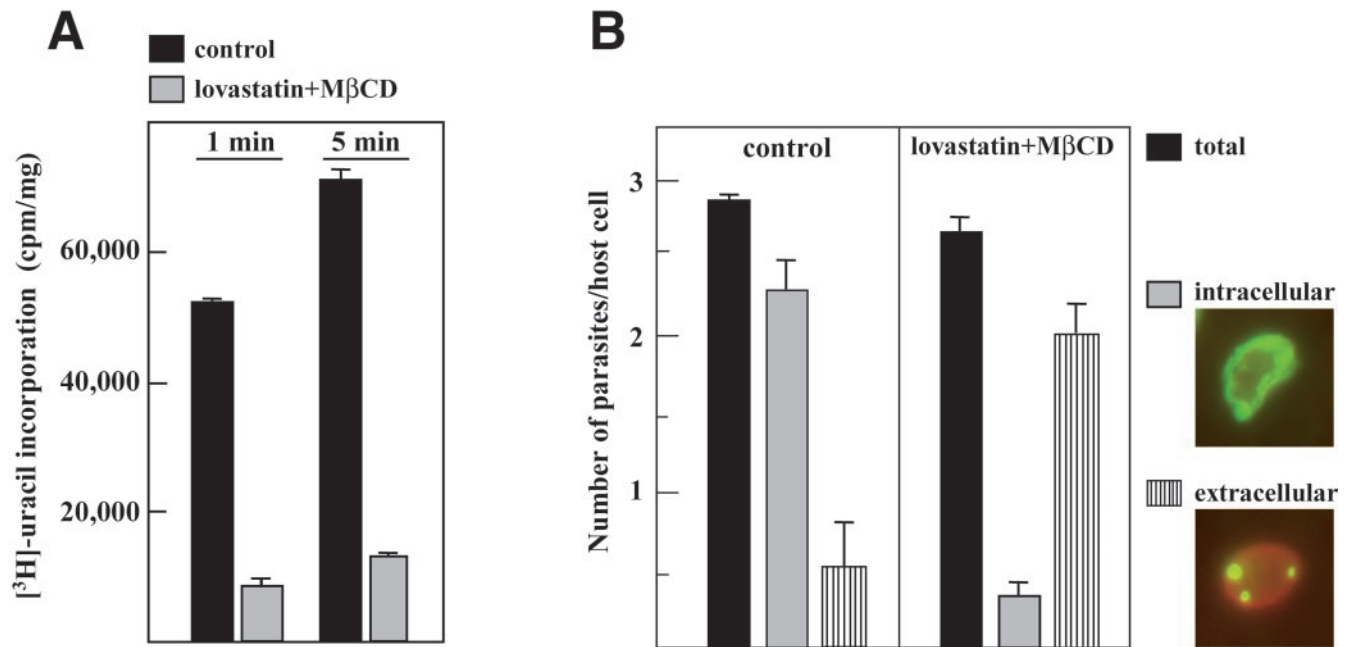 A
control
lovastatin+MβCD
1 min
5 min
[³H]-uracil incorporation (cpm/mg)
60,000
40,000
20,000
B
control
lovastatin+MβCD
Number of parasites/host cell
3
2
1
total
intracellular
extracellular